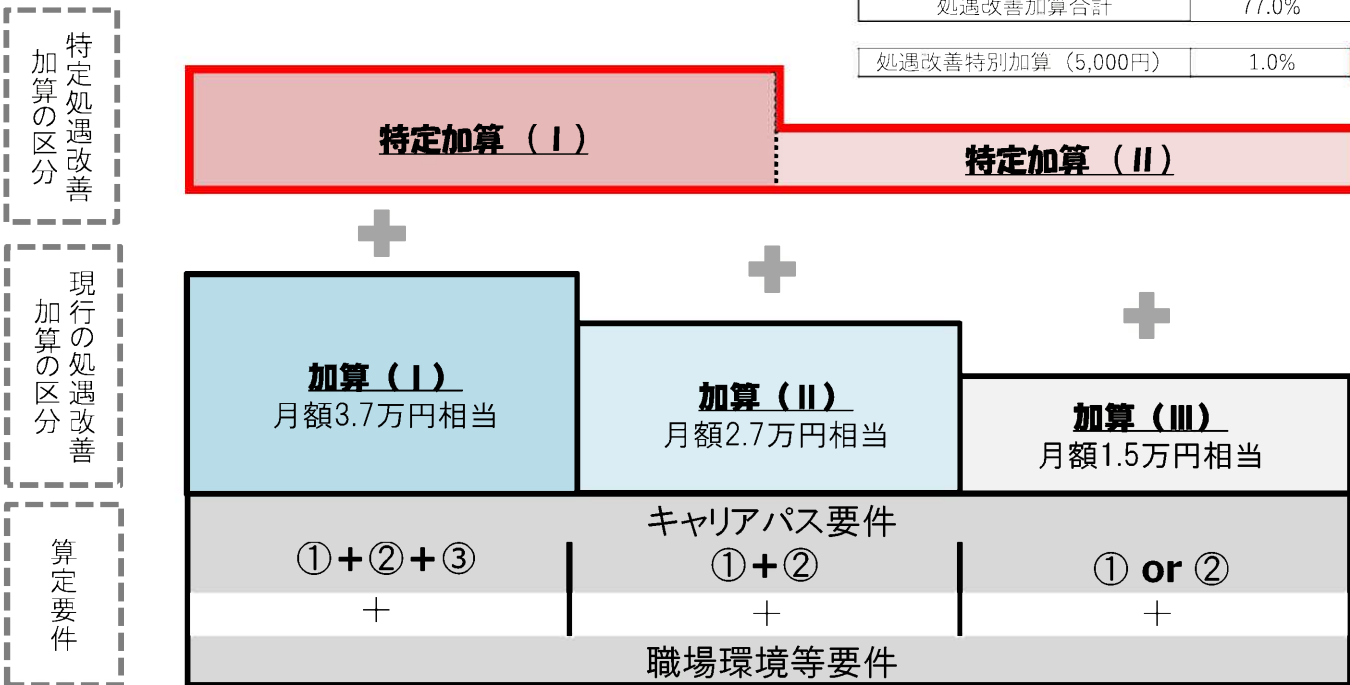 処遇改善加算合計 77.0%
処遇改善特別加算（5,000円） 1.0%
特定処遇改善
加算の区分
特定加算（Ⅰ）
特定加算（Ⅱ）
＋
＋
＋
現行の処遇改善
加算の区分
加算（Ⅰ）
月額3.7万円相当
加算（Ⅱ）
月額2.7万円相当
加算（Ⅲ）
月額1.5万円相当
算定要件
キャリアパス要件
①+②+③ ①+② ① or ②
＋ ＋ ＋
職場環境等要件